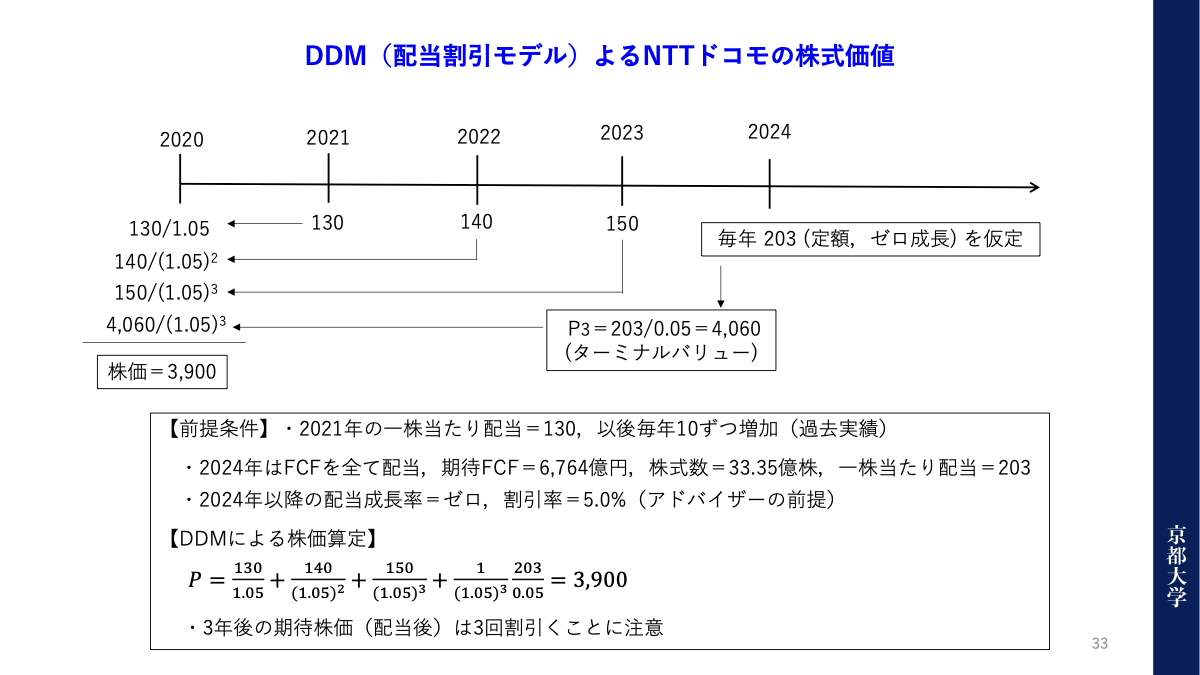 DDM（配当割引モデル）よるNTTドコモの株式価値
2020
2021
2022
2023
2024
130/1.05
130
140
150
毎年 203 (定額，ゼロ成長) を仮定
140/(1.05)²
150/(1.05)³
4,060/(1.05)³
P3＝203/0.05＝4,060
（ターミナルバリュー）
株価＝3,900
【前提条件】・2021年の一株当たり配当＝130，以後毎年10ずつ増加（過去実績）
・2024年はFCFを全て配当，期待FCF＝6,764億円，株式数＝33.35億株，一株当たり配当＝203
・2024年以降の配当成長率＝ゼロ，割引率＝5.0%（アドバイザーの前提）
【DDMによる株価算定】
P = 130/1.05 + 140/(1.05)² + 150/(1.05)³ + 1/(1.05)³ 203/0.05 = 3,900
・3年後の期待株価（配当後）は3回割引くことに注意
京都大学
33